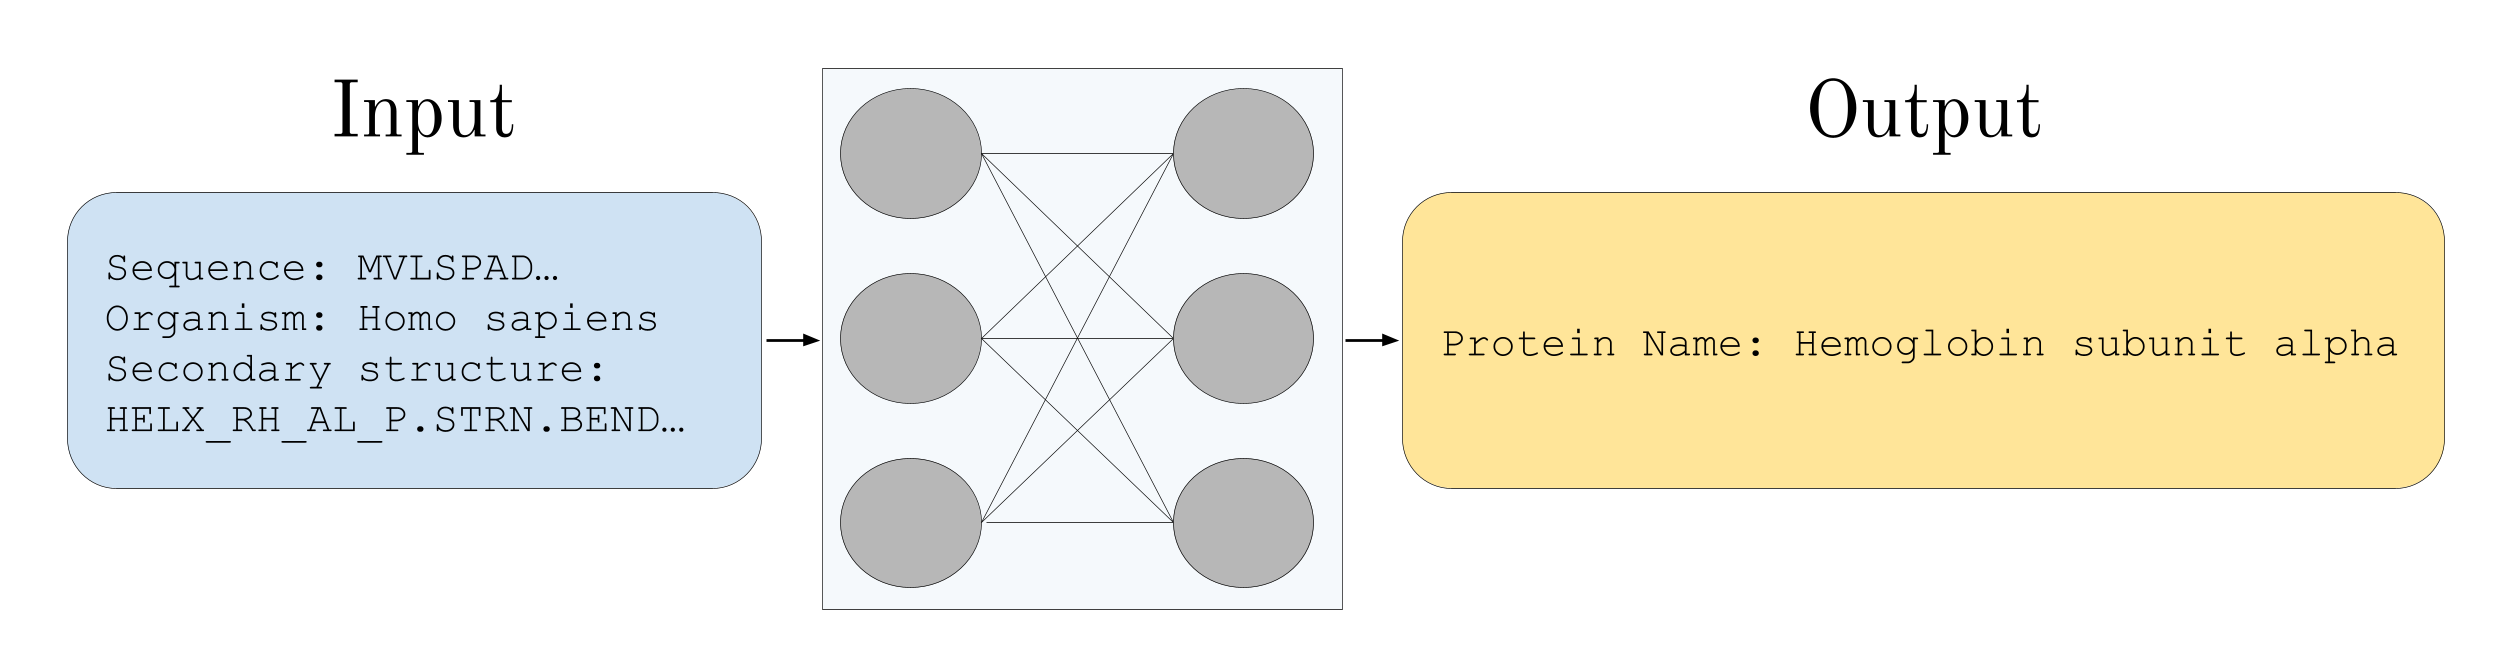 Input
Sequence: MVLSPAD…
Organism: Homo sapiens
Secondary structure:
HELX_RH_AL_P.STRN.BEND…
Output
Protein Name: Hemoglobin subunit alpha